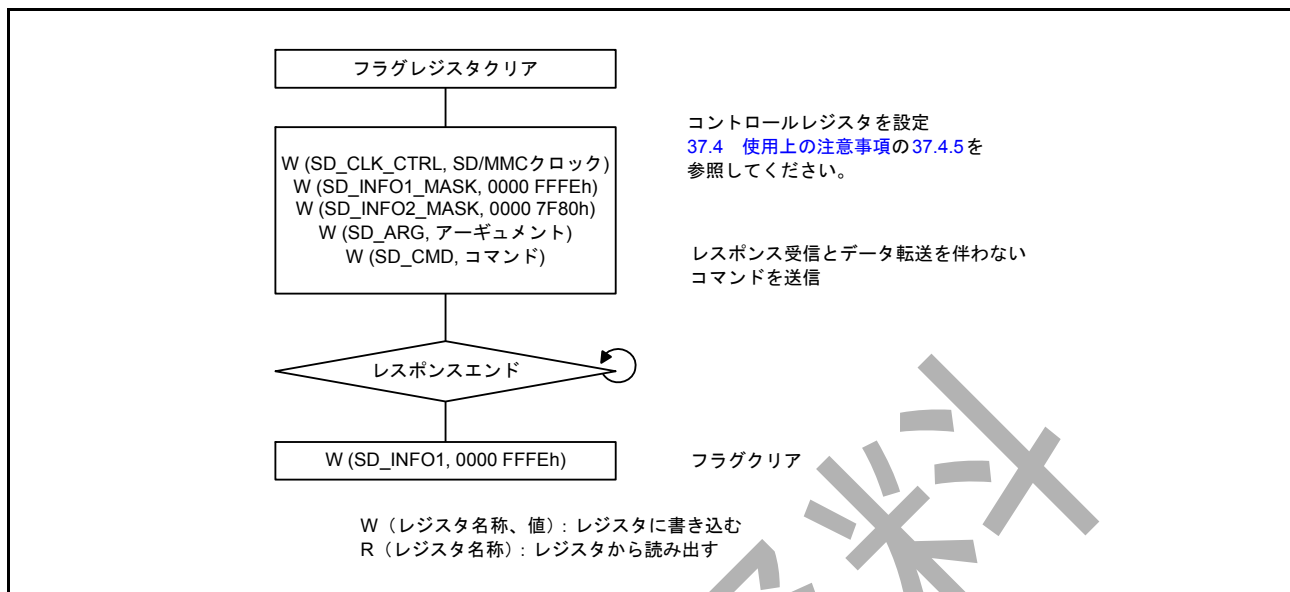 フラグレジスタクリア
コントロールレジスタを設定
37.4　使用上の注意事項の37.4.5を
参照してください。
W (SD_CLK_CTRL, SD/MMCクロック)
W (SD_INFO1_MASK, 0000 FFFEh)
W (SD_INFO2_MASK, 0000 7F80h)
W (SD_ARG, アーギュメント)
W (SD_CMD, コマンド)
レスポンス受信とデータ転送を伴わない
コマンドを送信
レスポンスエンド
W (SD_INFO1, 0000 FFFEh)
フラグクリア
W（レジスタ名称、値）: レジスタに書き込む
R（レジスタ名称）: レジスタから読み出す
料